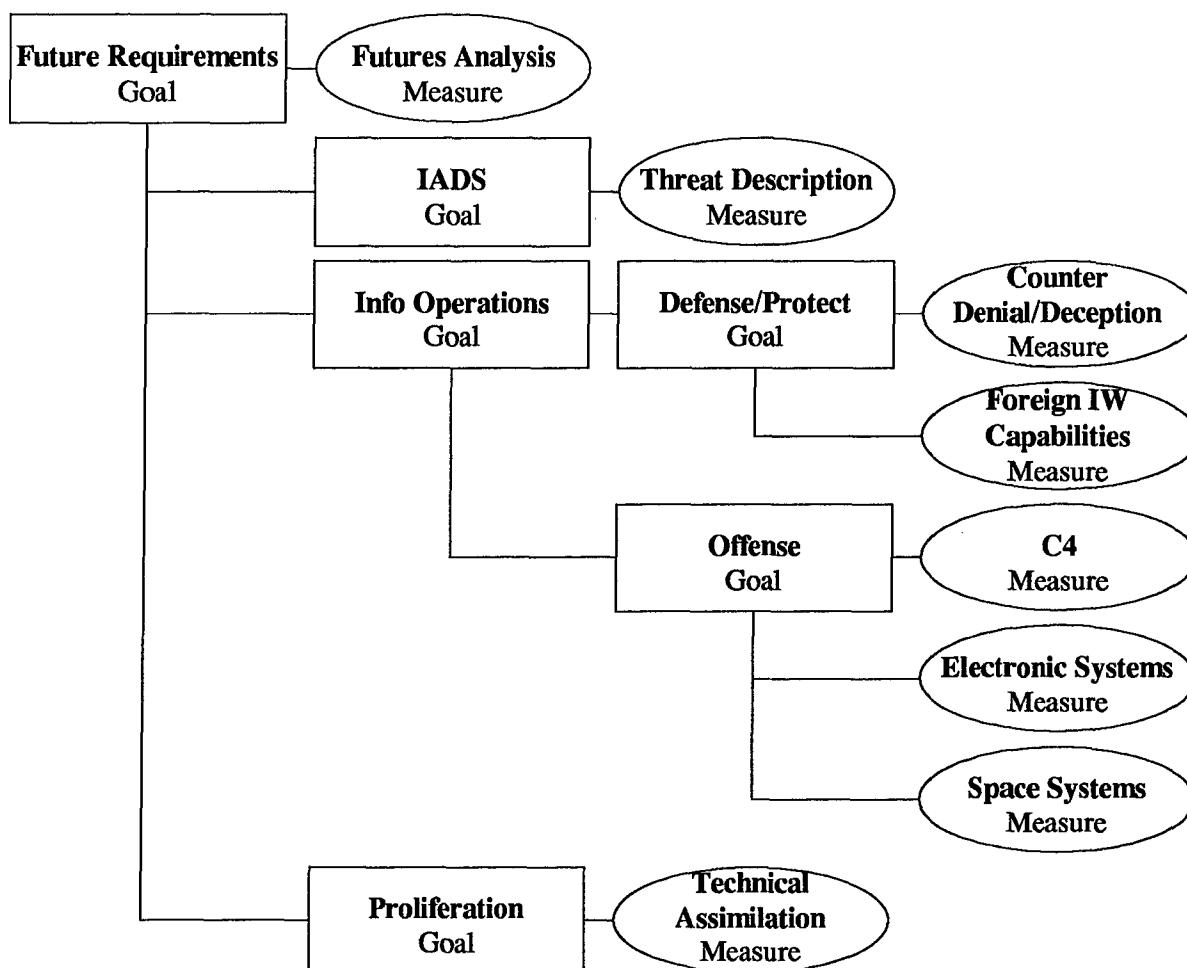 Future Requirements
Goal
Futures Analysis
Measure
IADS
Goal
Threat Description
Measure
Info Operations
Goal
Defense/Protect
Goal
Counter
Denial/Deception
Measure
Foreign IW
Capabilities
Measure
Offense
Goal
C4
Measure
Electronic Systems
Measure
Space Systems
Measure
Proliferation
Goal
Technical
Assimilation
Measure